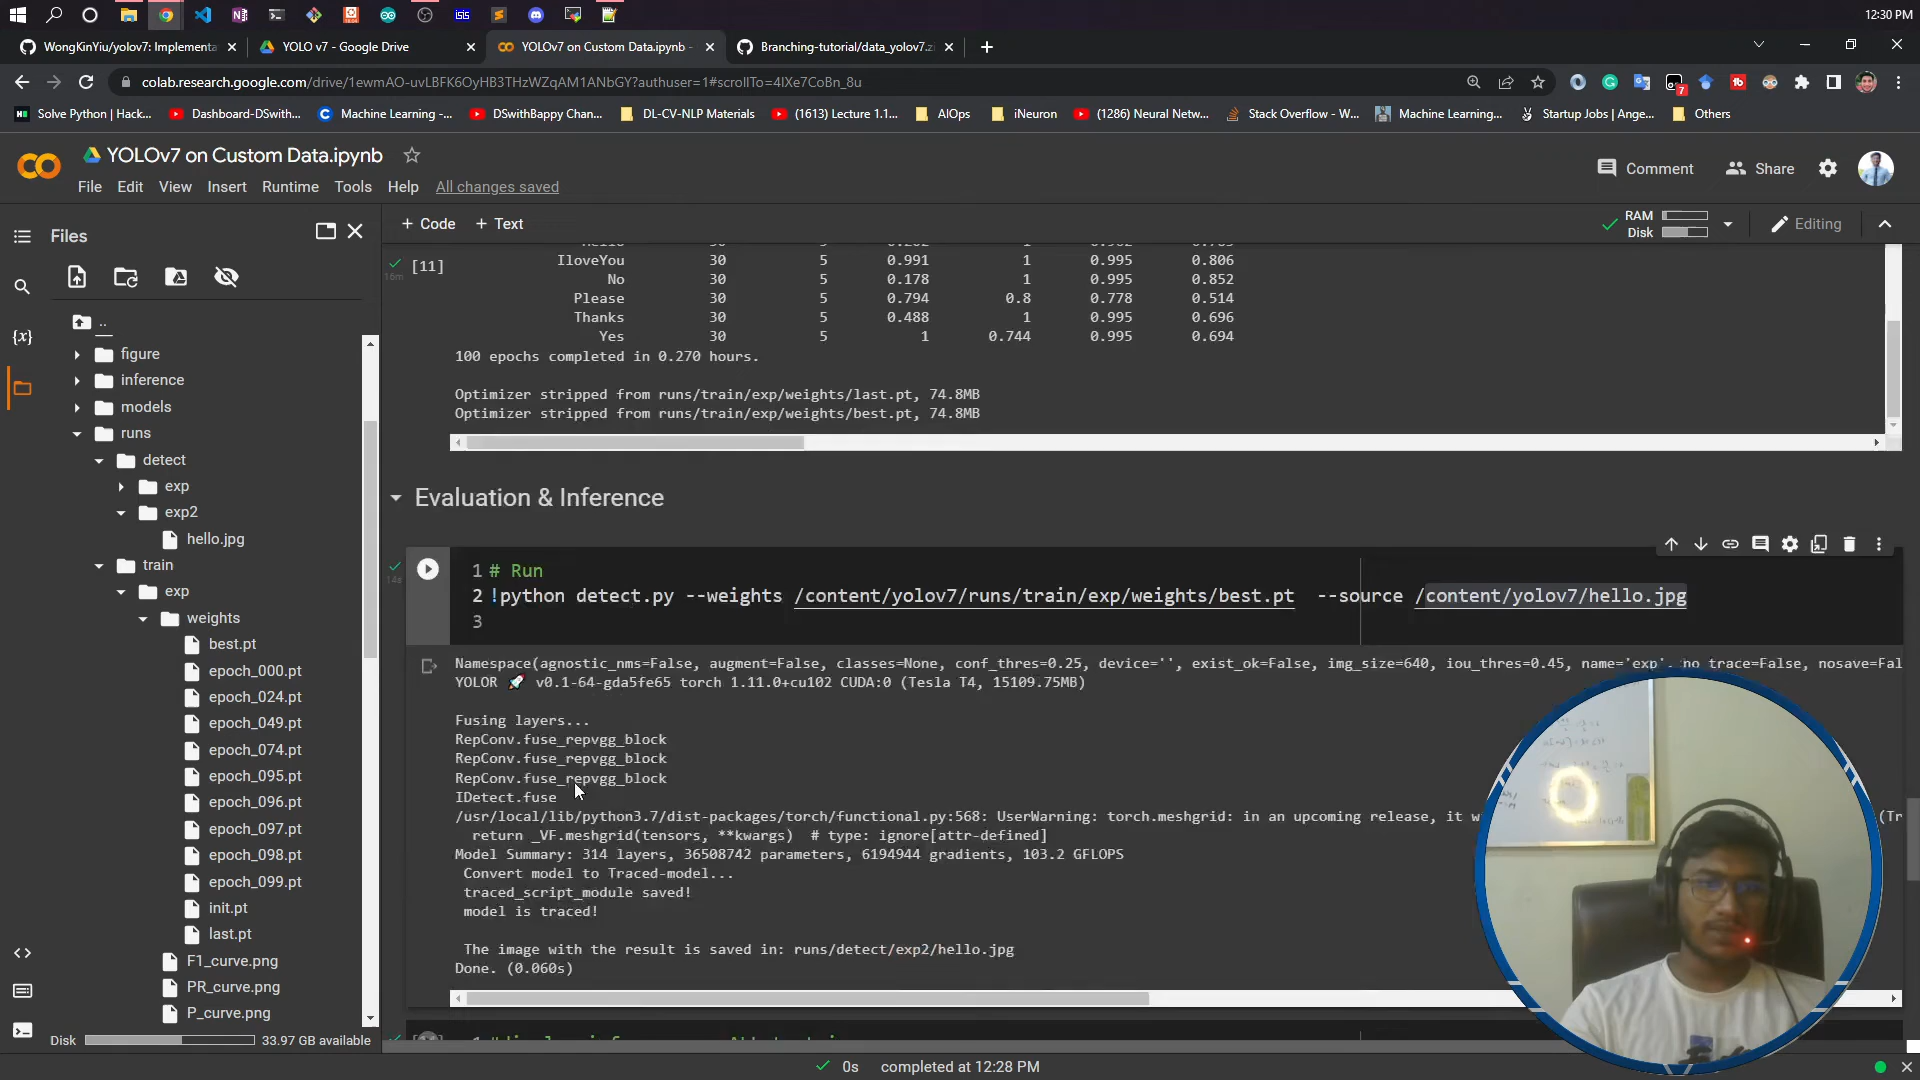 12:30 PM
WongKinYiu/yolov7: Implementa
YOLO v7 - Google Drive
YOLOv7 on Custom Data.ipynb -
Branching-tutorial/data_yolov7.z
colab.research.google.com/drive/1ewmAO-uvLBFK6OyHB3THzWZqAM1ANbGY?authuser=1#scrollTo=4IXe7CoBn_8u
7
Solve Python | Hack...
Dashboard-DSwith...
Machine Learning -...
DSwithBappy Chan...
DL-CV-NLP Materials
(1613) Lecture 1.1...
AIOps
iNeuron
(1286) Neural Netw...
Stack Overflow - W...
Machine Learning...
Startup Jobs | Ange...
Others
YOLOv7 on Custom Data.ipynb
File Edit View Insert Runtime Tools Help All changes saved
Comment
Share
+ Code + Text
RAM
Disk
Editing
Files
..
figure
inference
models
runs
detect
exp
exp2
hello.jpg
train
exp
weights
best.pt
epoch_000.pt
epoch_024.pt
epoch_049.pt
epoch_074.pt
epoch_095.pt
epoch_096.pt
epoch_097.pt
epoch_098.pt
epoch_099.pt
init.pt
last.pt
F1_curve.png
PR_curve.png
P_curve.png
Disk 33.97 GB available
[11]
16m
IloveYou 30 5 0.991 1 0.995 0.806
No 30 5 0.178 1 0.995 0.852
Please 30 5 0.794 0.8 0.778 0.514
Thanks 30 5 0.488 1 0.995 0.696
Yes 30 5 1 0.744 0.995 0.694
100 epochs completed in 0.270 hours.
Optimizer stripped from runs/train/exp/weights/last.pt, 74.8MB
Optimizer stripped from runs/train/exp/weights/best.pt, 74.8MB
Evaluation & Inference
14s
1 # Run
2 !python detect.py --weights /content/yolov7/runs/train/exp/weights/best.pt --source /content/yolov7/hello.jpg
3
Namespace(agnostic_nms=False, augment=False, classes=None, conf_thres=0.25, device='', exist_ok=False, img_size=640, iou_thres=0.45, name='exp', no_trace=False, nosave=Fal
YOLOR 🚀 v0.1-64-gda5fe65 torch 1.11.0+cu102 CUDA:0 (Tesla T4, 15109.75MB)
Fusing layers...
RepConv.fuse_repvgg_block
RepConv.fuse_repvgg_block
RepConv.fuse_repvgg_block
IDetect.fuse
/usr/local/lib/python3.7/dist-packages/torch/functional.py:568: UserWarning: torch.meshgrid: in an upcoming release, it w
(Tr
return _VF.meshgrid(tensors, **kwargs) # type: ignore[attr-defined]
Model Summary: 314 layers, 36508742 parameters, 6194944 gradients, 103.2 GFLOPS
Convert model to Traced-model...
traced_script_module saved!
model is traced!
The image with the result is saved in: runs/detect/exp2/hello.jpg
Done. (0.060s)
0s completed at 12:28 PM